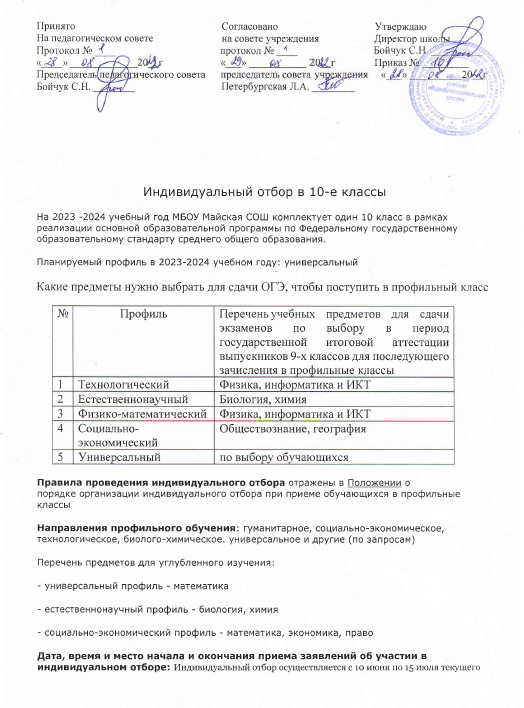 Принято
На педагогическом совете
Протокол № 1
«28» 08 20 г
Председатель педагогического совета
Бойчук С.Н.
Согласовано
на совете учреждения
протокол № 1
«29» 08 20 г
председатель совета учреждения
Петербургская Л.А.
Утверждаю
Директор школы
Бойчук С.Н.
Приказ №
« » 08 20 г
Индивидуальный отбор в 10-е классы
На 2023 -2024 учебный год МБОУ Майская СОШ комплектует один 10 класс в рамках
реализации основной образовательной программы по Федеральному государственному
образовательному стандарту среднего общего образования.
Планируемый профиль в 2023-2024 учебном году: универсальный
Какие предметы нужно выбрать для сдачи ОГЭ, чтобы поступить в профильный класс
№ Профиль Перечень учебных предметов для сдачи
экзаменов по выбору в период
государственной итоговой аттестации
выпускников 9-х классов для последующего
зачисления в профильные классы
1 Технологический Физика, информатика и ИКТ
2 Естественнонаучный Биология, химия
3 Физико-математический Физика, информатика и ИКТ
4 Социально- Обществознание, география
экономический
5 Универсальный по выбору обучающихся
Правила проведения индивидуального отбора отражены в Положении о
порядке организации индивидуального отбора при приеме обучающихся в профильные
классы
Направления профильного обучения: гуманитарное, социально-экономическое,
технологическое, биолого-химическое. универсальное и другие (по запросам)
Перечень предметов для углубленного изучения:
- универсальный профиль - математика
- естественнонаучный профиль - биология, химия
- социально-экономический профиль - математика, экономика, право
Дата, время и место начала и окончания приема заявлений об участии в
индивидуальном отборе: Индивидуальный отбор осуществляется с 10 июня по 15 июля текущего